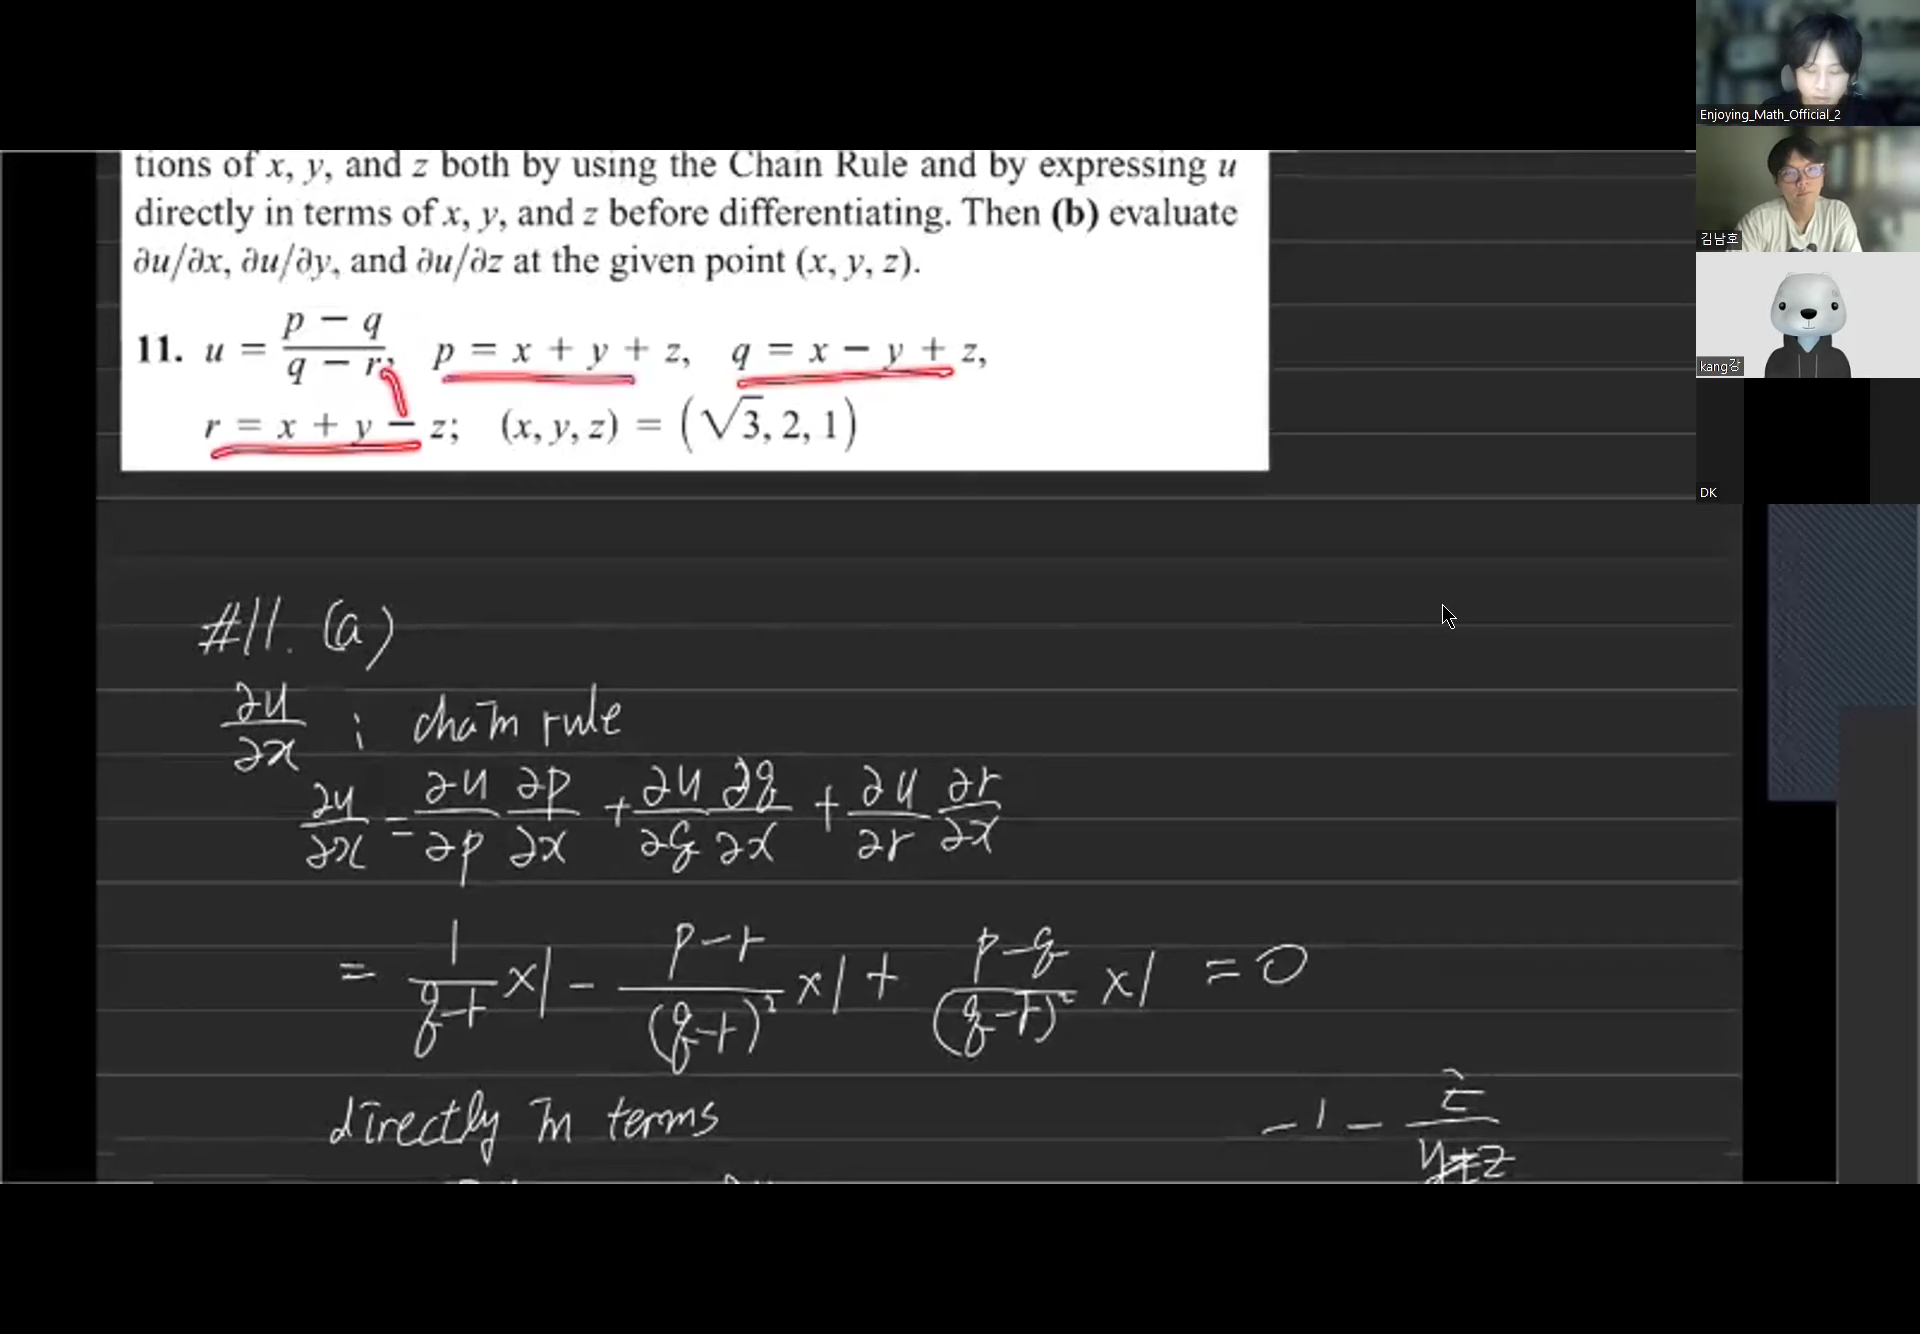 tions of x, y, and z both by using the Chain Rule and by expressing u
directly in terms of x, y, and z before differentiating. Then (b) evaluate
∂u/∂x, ∂u/∂y, and ∂u/∂z at the given point (x, y, z).
11. u = (p − q)/(q − r), p = x + y + z, q = x − y + z,
r = x + y − z; (x, y, z) = (√3, 2, 1)
#11. (a)
∂u/∂x ; chain rule
∂u/∂x = ∂u/∂p ∂p/∂x + ∂u/∂q ∂q/∂x + ∂u/∂r ∂r/∂x
= 1/(q−r) ×1 − (p−r)/(q−r)² ×1 + (p−q)/(q−r)² ×1 = 0
directly in terms
Enjoying_Math_Official_2
김남호
kang강
DK